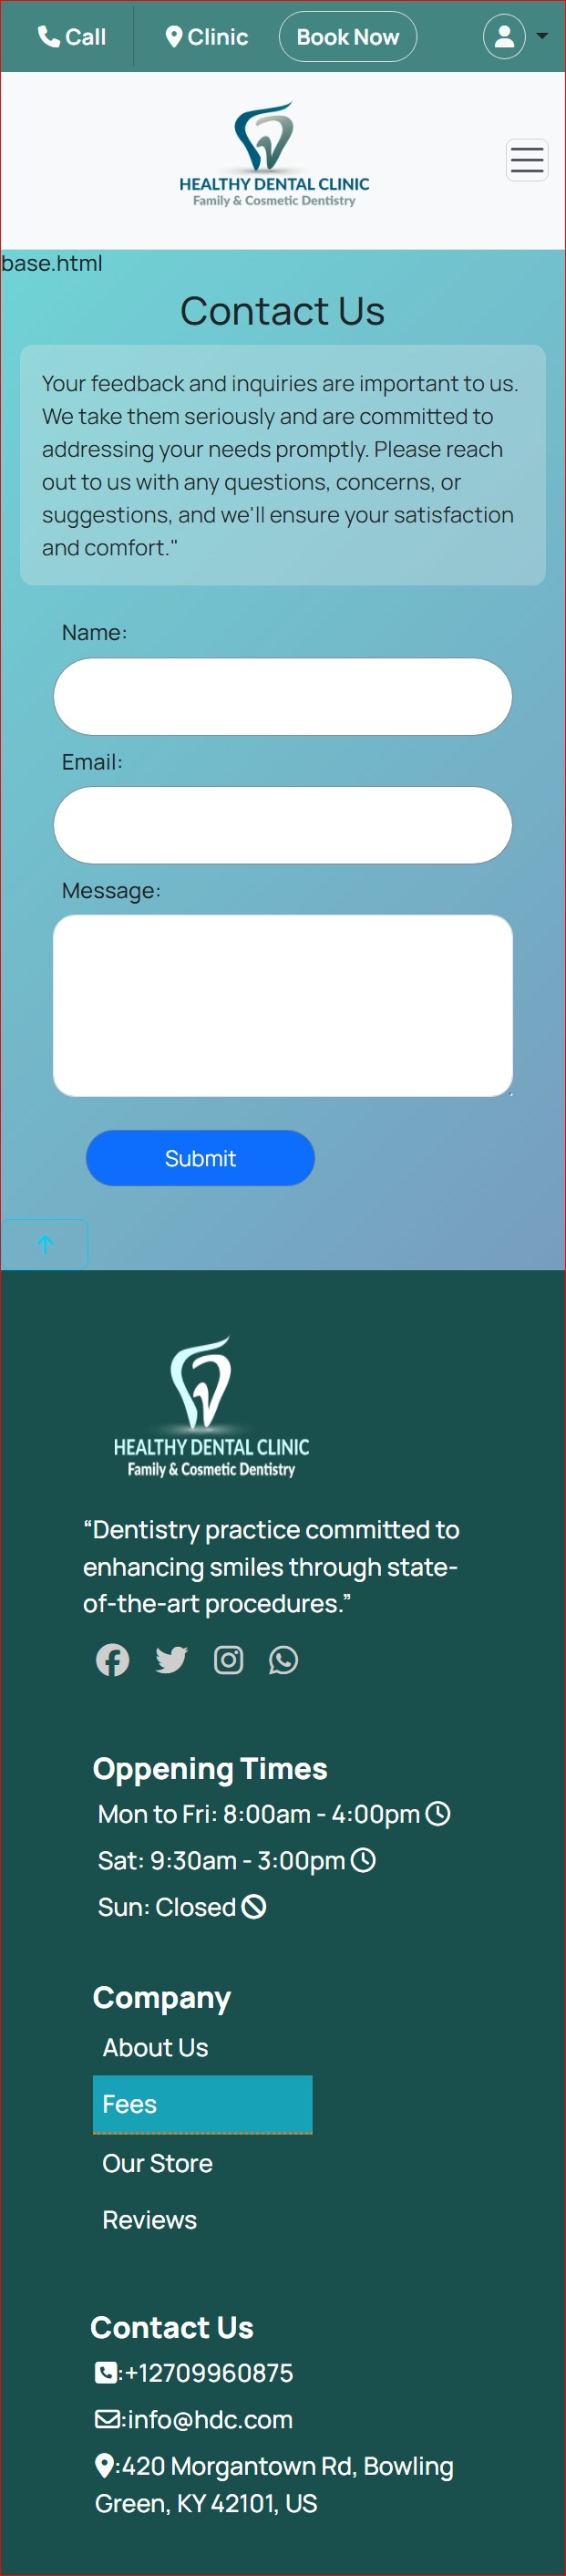 Call
Clinic
Book Now
HEALTHY DENTAL CLINIC
Family & Cosmetic Dentistry
base.html
Contact Us
Your feedback and inquiries are important to us.
We take them seriously and are committed to
addressing your needs promptly. Please reach
out to us with any questions, concerns, or
suggestions, and we'll ensure your satisfaction
and comfort."
Name:
Email:
Message:
Submit
HEALTHY DENTAL CLINIC
Family & Cosmetic Dentistry
“Dentistry practice committed to
enhancing smiles through state-
of-the-art procedures.”
Oppening Times
Mon to Fri: 8:00am - 4:00pm
Sat: 9:30am - 3:00pm
Sun: Closed
Company
About Us
Fees
Our Store
Reviews
Contact Us
:+12709960875
:info@hdc.com
:420 Morgantown Rd, Bowling
Green, KY 42101, US